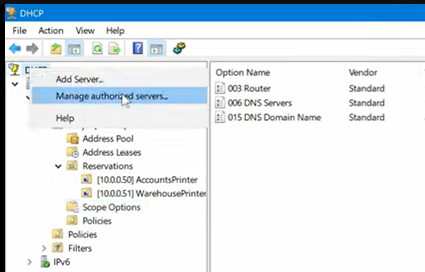 DHCP
File Action View Help
DHCP
Add Server...
Manage authorized servers...
Help
Address Pool
Address Leases
Reservations
[10.0.0.50] AccountsPrinter
[10.0.0.51] WarehousePrinter
Scope Options
Policies
Policies
Filters
IPv6
Option Name Vendor
003 Router Standard
006 DNS Servers Standard
015 DNS Domain Name Standard